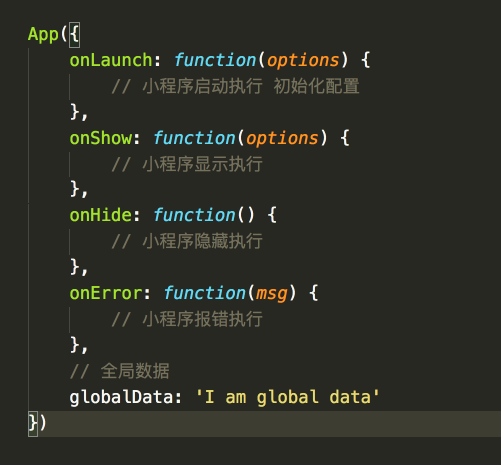 App({
    onLaunch: function(options) {
        // 小程序启动执行 初始化配置
    },
    onShow: function(options) {
        // 小程序显示执行
    },
    onHide: function() {
        // 小程序隐藏执行
    },
    onError: function(msg) {
        // 小程序报错执行
    },
    // 全局数据
    globalData: 'I am global data'
})